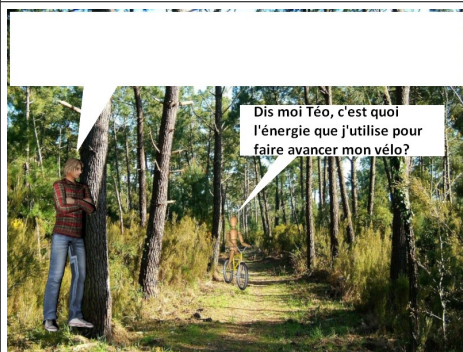 Dis moi Téo, c'est quoi
l'énergie que j'utilise pour
faire avancer mon vélo?